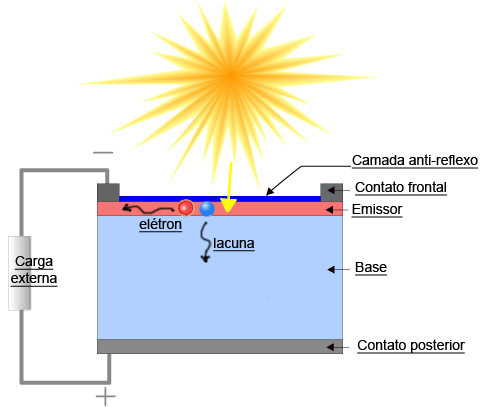 Camada anti-reflexo
Contato frontal
Emissor
elétron
lacuna
Carga
externa
Base
Contato posterior
−
+